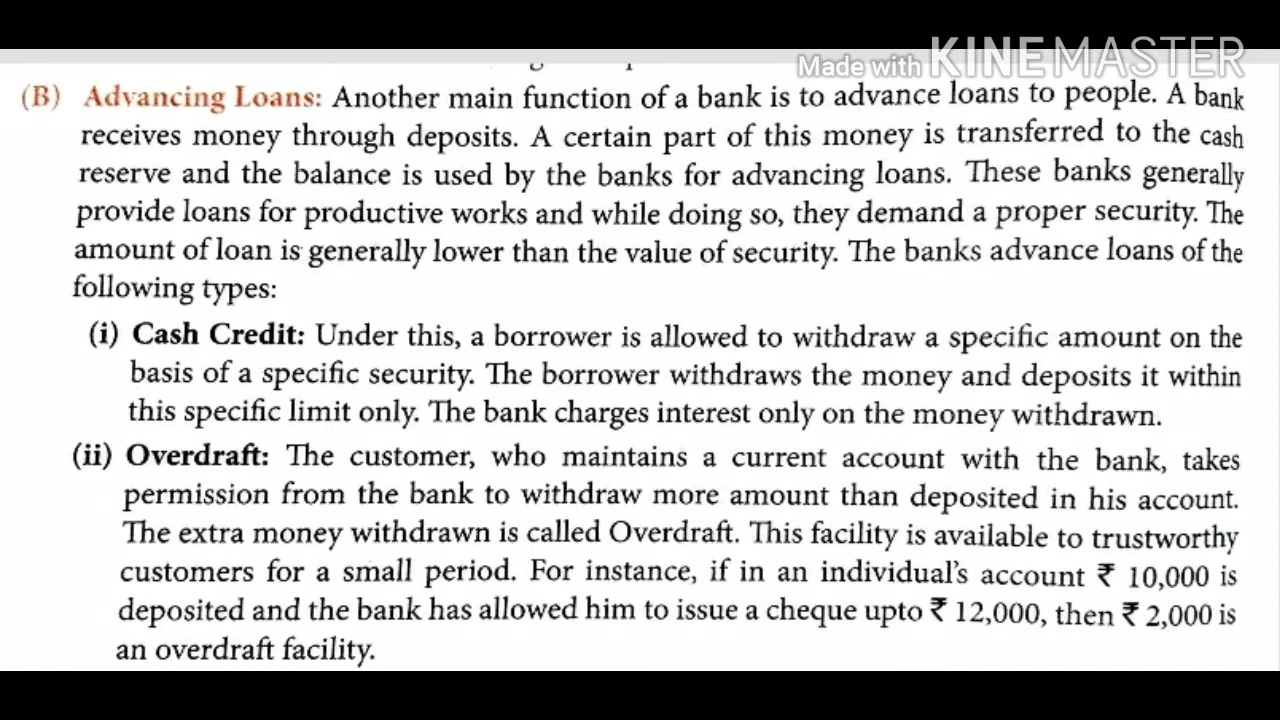 Made with KINEMASTER
(B) Advancing Loans: Another main function of a bank is to advance loans to people. A bank
receives money through deposits. A certain part of this money is transferred to the cash
reserve and the balance is used by the banks for advancing loans. These banks generally
provide loans for productive works and while doing so, they demand a proper security. The
amount of loan is generally lower than the value of security. The banks advance loans of the
following types:
(i) Cash Credit: Under this, a borrower is allowed to withdraw a specific amount on the
basis of a specific security. The borrower withdraws the money and deposits it within
this specific limit only. The bank charges interest only on the money withdrawn.
(ii) Overdraft: The customer, who maintains a current account with the bank, takes
permission from the bank to withdraw more amount than deposited in his account.
The extra money withdrawn is called Overdraft. This facility is available to trustworthy
customers for a small period. For instance, if in an individual's account ₹ 10,000 is
deposited and the bank has allowed him to issue a cheque upto ₹ 12,000, then ₹ 2,000 is
an overdraft facility.